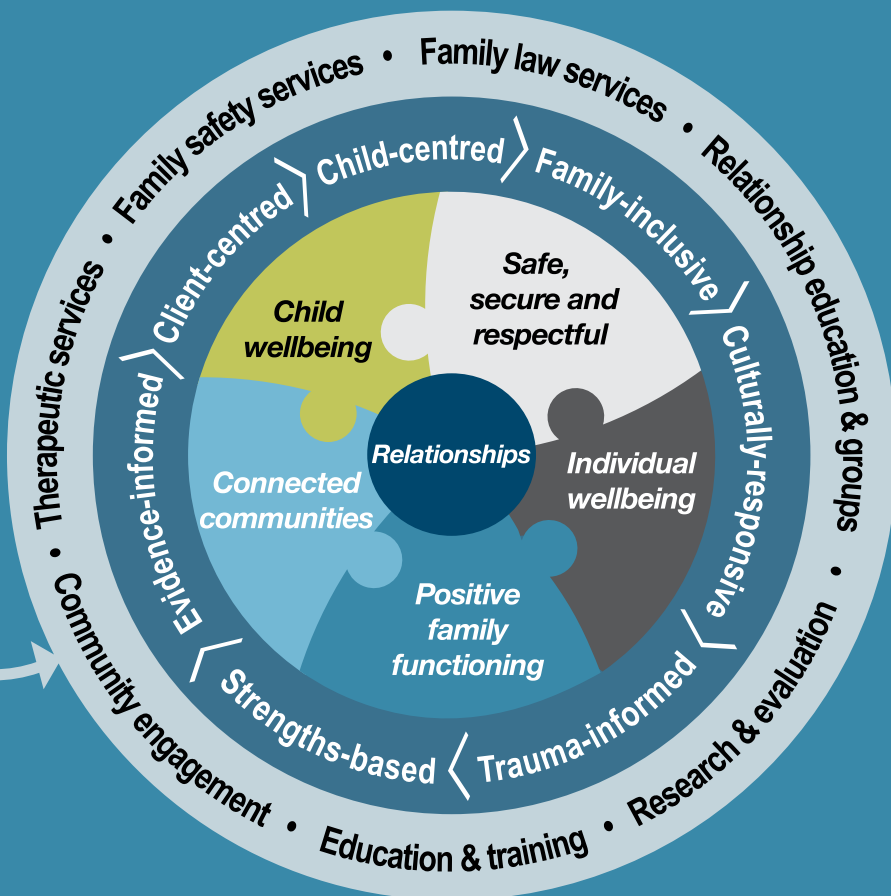 Family law services
Relationship education & groups
Research & evaluation
Education & training
Community engagement
Therapeutic services
Family safety services
Child-centred
Family-inclusive
Culturally-responsive
Trauma-informed
Strengths-based
Evidence-informed
Client-centred
Safe,
secure and
respectful
Individual
wellbeing
Positive
family
functioning
Connected
communities
Child
wellbeing
Relationships